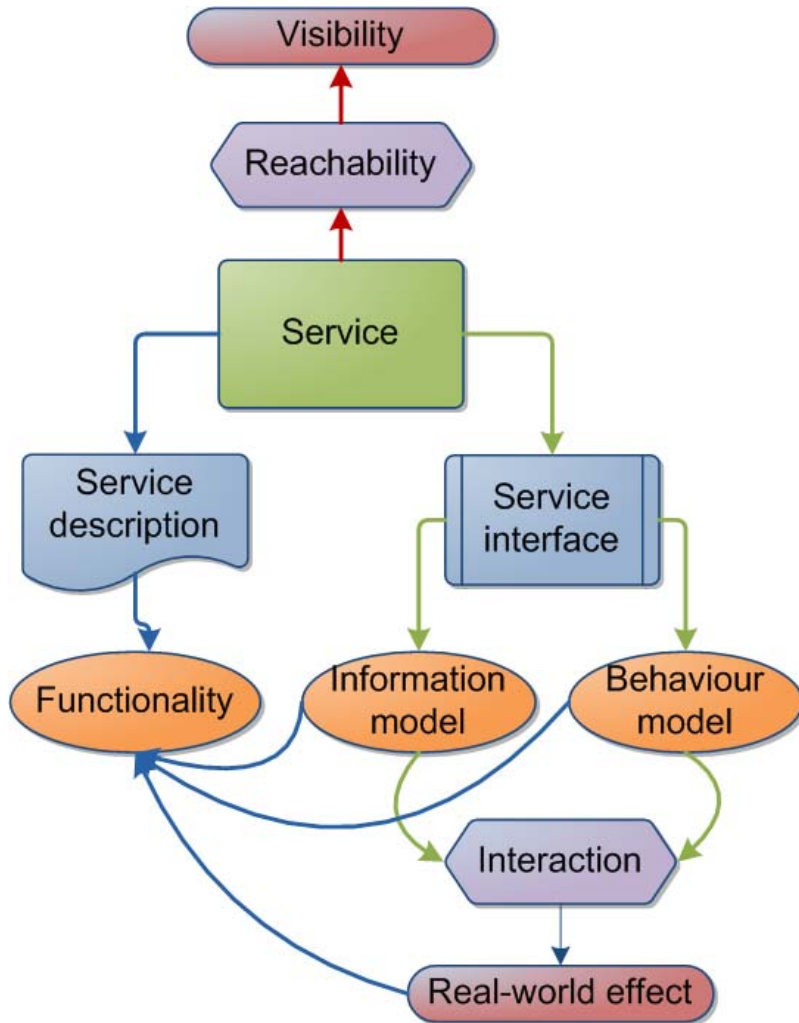 Visibility
Reachability
Service
Service
description
Service
interface
Functionality
Information
model
Behaviour
model
Interaction
Real-world effect